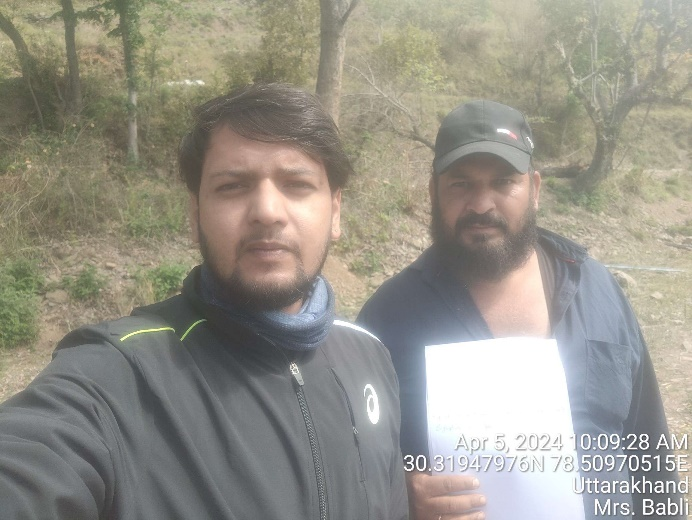 Apr 5, 2024 10:09:28 AM
30.31947976N 78.50970515E
Uttarakhand
Mrs. Babli